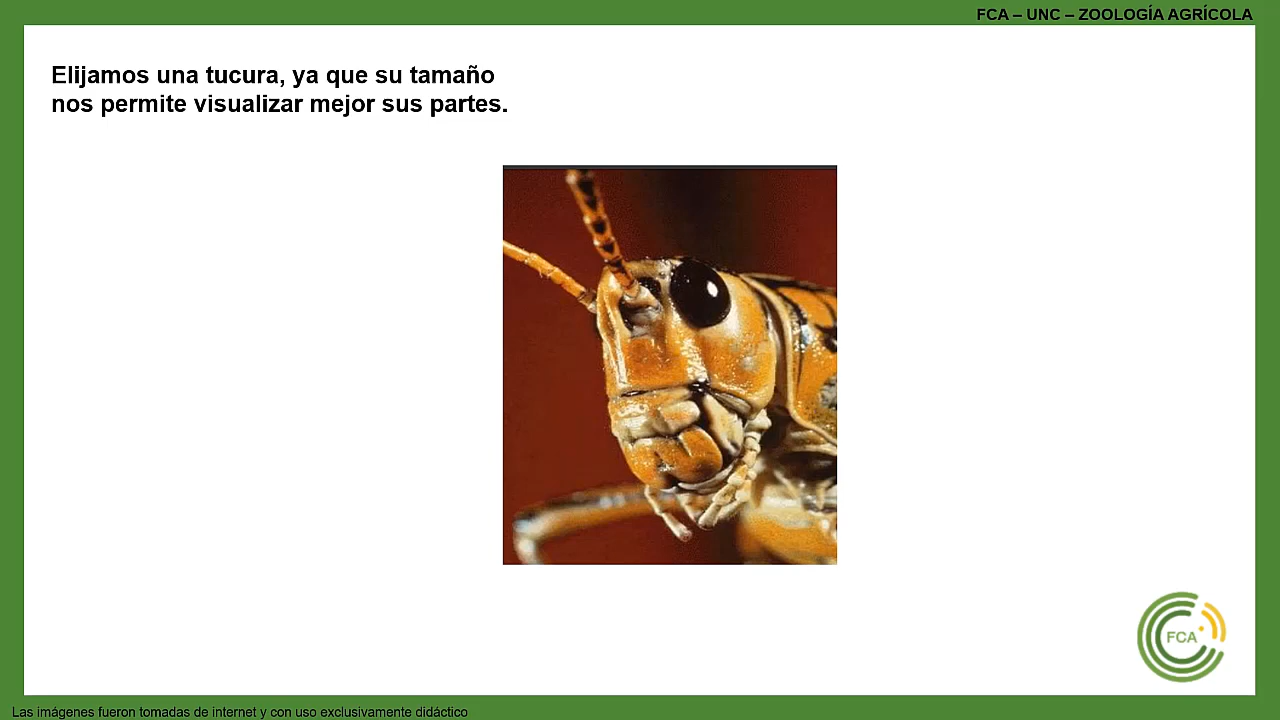 FCA – UNC – ZOOLOGÍA AGRÍCOLA
Elijamos una tucura, ya que su tamaño
nos permite visualizar mejor sus partes.
FCA
Las imágenes fueron tomadas de internet y con uso exclusivamente didáctico